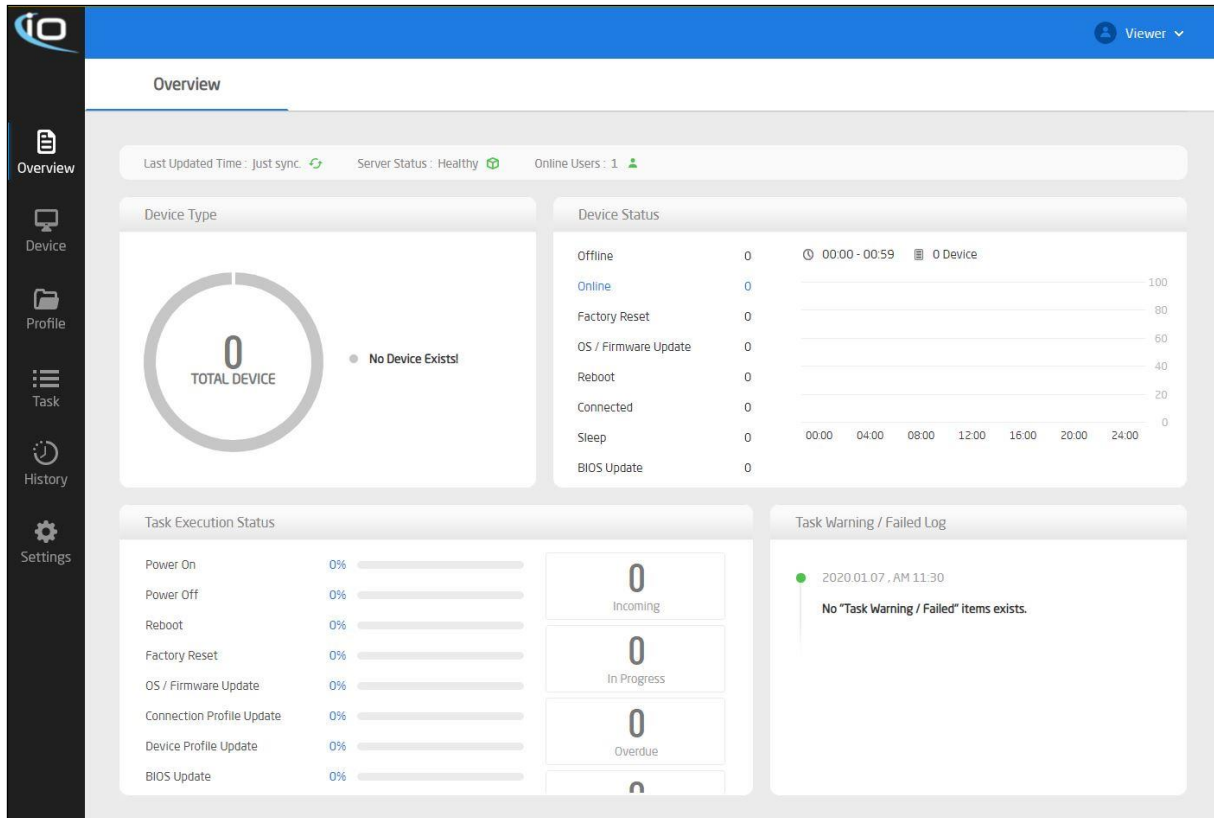 iO
Viewer
Overview
Overview
Device
Profile
Task
History
Settings
Last Updated Time : Just sync. Server Status : Healthy Online Users : 1
Device Type
0
TOTAL DEVICE
No Device Exists!
Device Status
Offline 0
Online 0
Factory Reset 0
OS / Firmware Update 0
Reboot 0
Connected 0
Sleep 0
BIOS Update 0
00:00 - 00:59 0 Device
100
80
60
40
20
0
00:00 04:00 08:00 12:00 16:00 20:00 24:00
Task Execution Status
Power On 0%
Power Off 0%
Reboot 0%
Factory Reset 0%
OS / Firmware Update 0%
Connection Profile Update 0%
Device Profile Update 0%
BIOS Update 0%
0
Incoming
0
In Progress
0
Overdue
Task Warning / Failed Log
2020.01.07 , AM 11:30
No "Task Warning / Failed" items exists.